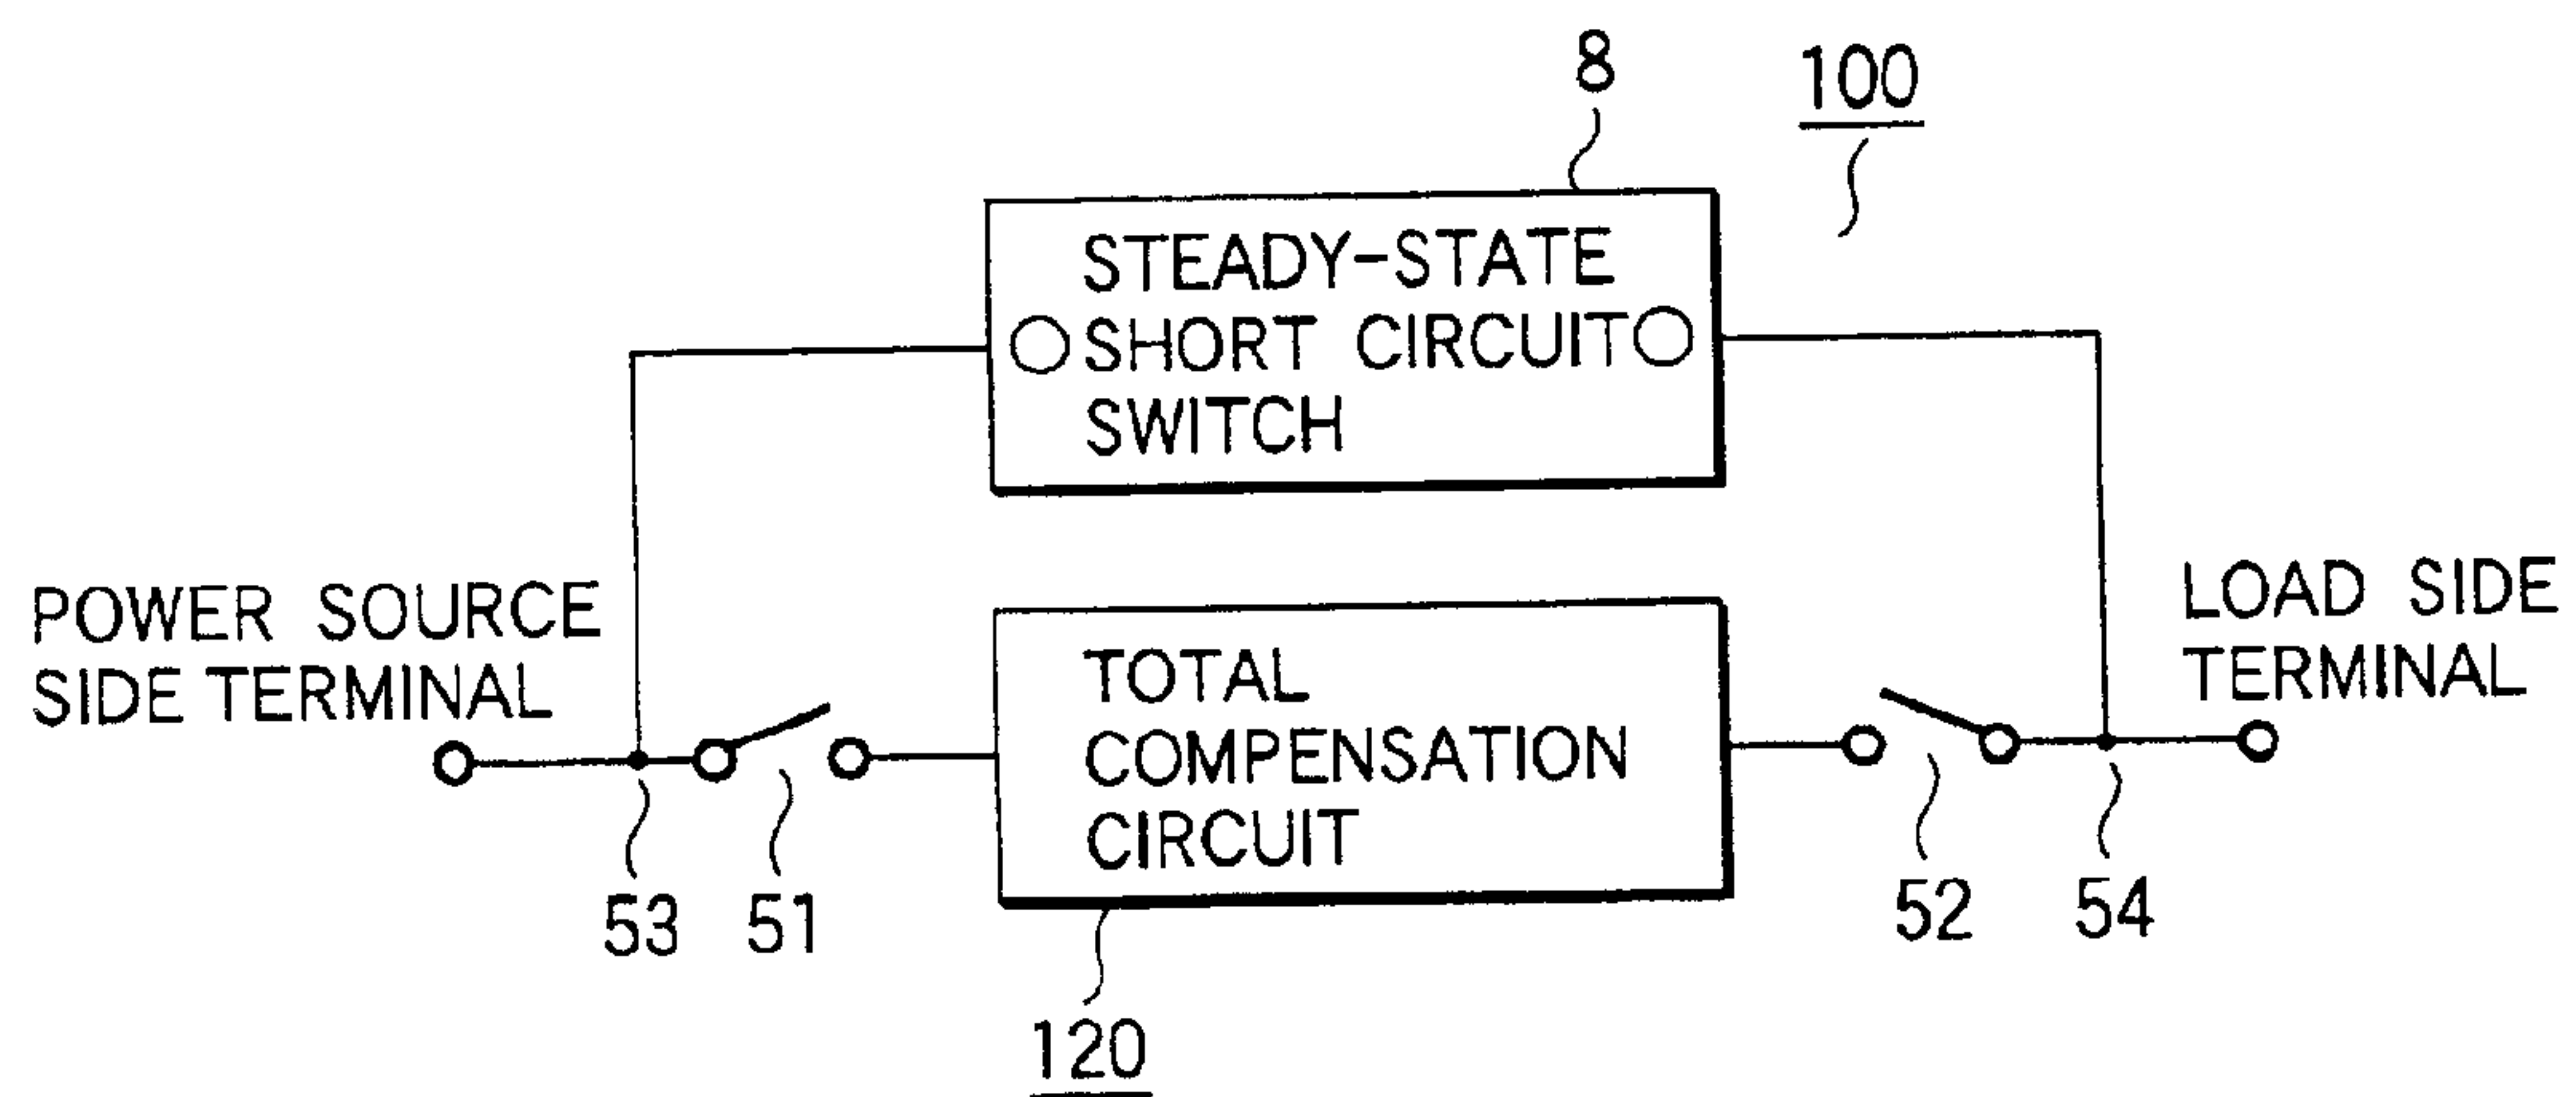 8
100
STEADY-STATE
SHORT CIRCUIT
SWITCH
POWER SOURCE
SIDE TERMINAL
LOAD SIDE
TERMINAL
TOTAL
COMPENSATION
CIRCUIT
53
51
52
54
120